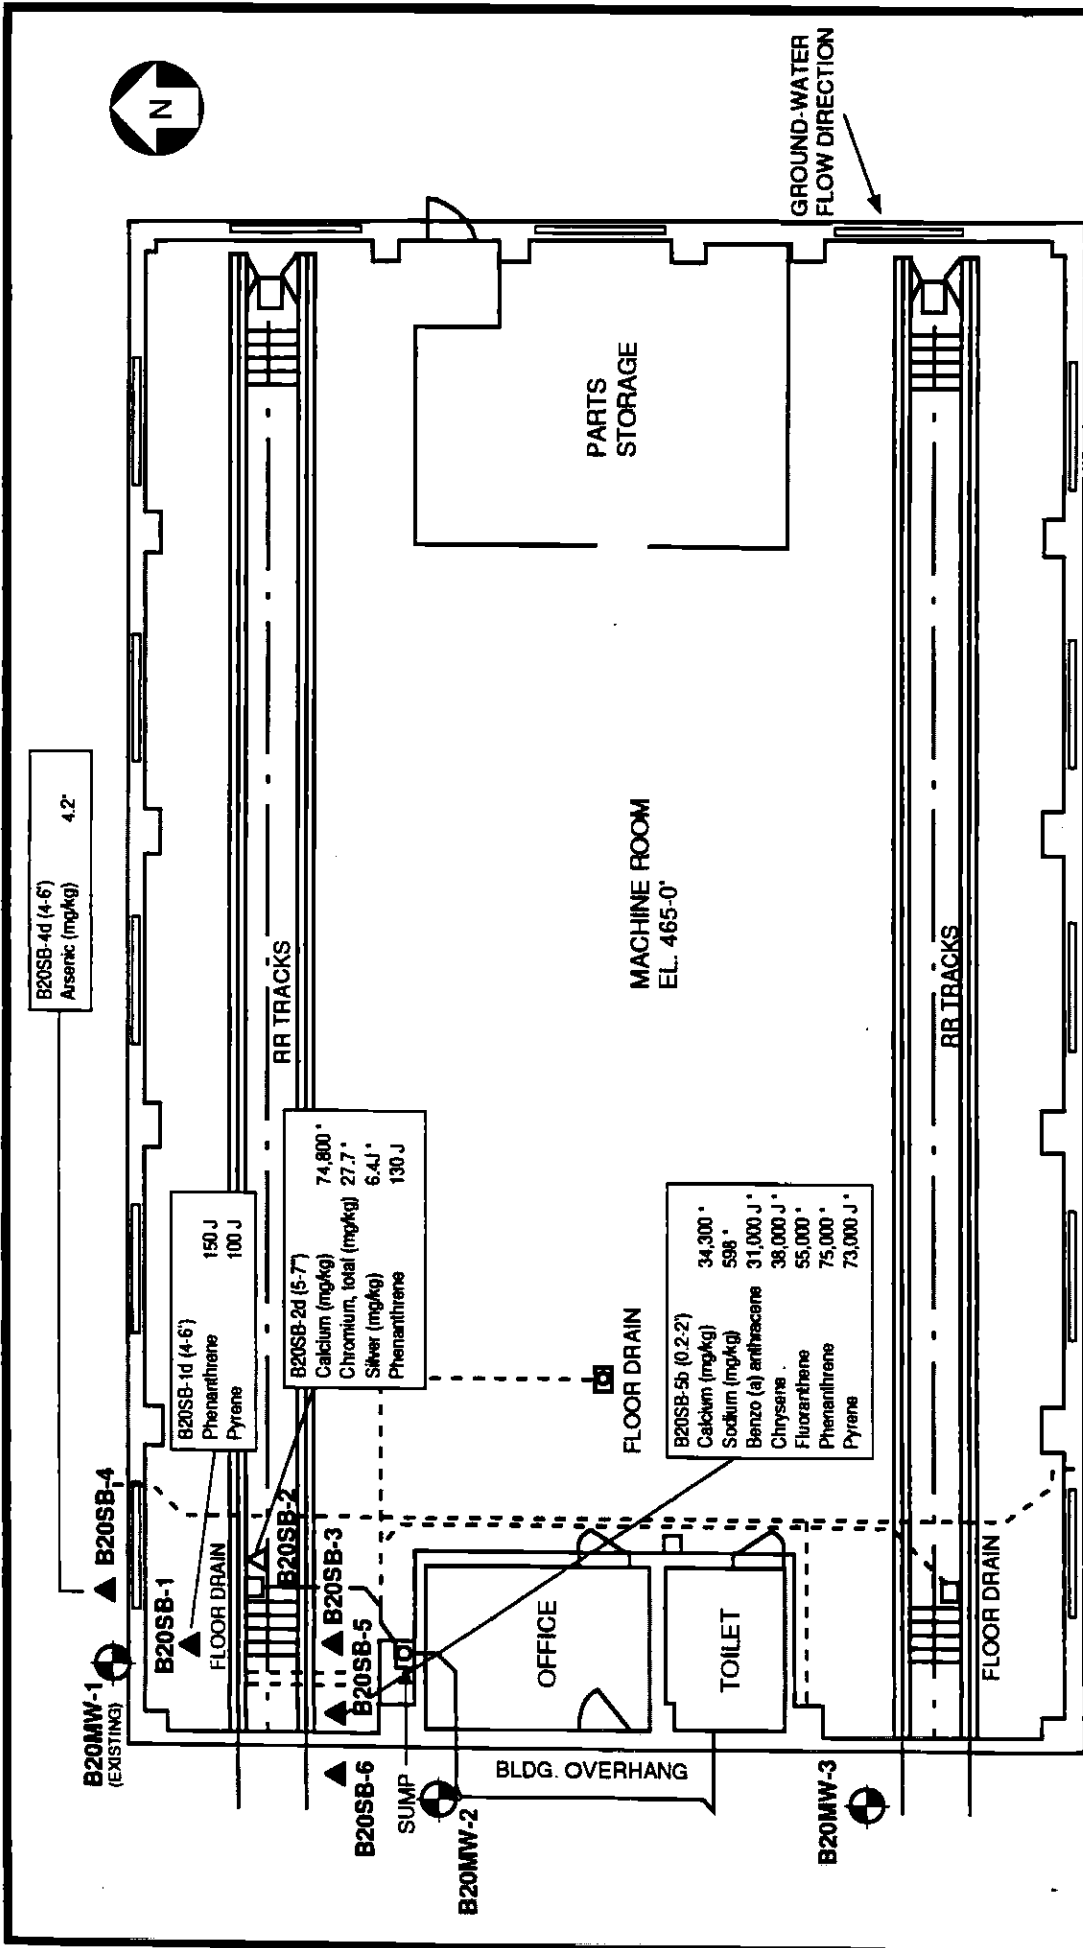 N
GROUND-WATER
FLOW DIRECTION
B20SB-4d (4-6')
Arsenic (mg/kg) 4.2*
B20SB-1d (4-6')
Phenanthrene 150 J
Pyrene 100 J
B20SB-2d (5-7')
Calcium (mg/kg) 74,800 *
Chromium, total (mg/kg) 27.7 *
Silver (mg/kg) 6.4J *
Phenanthrene 130 J
B20SB-5b (0.2-2')
Calcium (mg/kg) 34,300 *
Sodium (mg/kg) 598 *
Benzo (a) anthracene 31,000 J *
Chrysene 38,000 J *
Fluoranthene 55,000 *
Phenanthrene 75,000 *
Pyrene 73,000 J *
RR TRACKS
PARTS
STORAGE
MACHINE ROOM
EL. 465-0"
RR TRACKS
FLOOR DRAIN
B20MW-1
(EXISTING)
B20SB-4
B20SB-1
FLOOR DRAIN
B20SB-2
B20SB-3
B20SB-5
B20SB-6
SUMP
B20MW-2
OFFICE
TOILET
BLDG. OVERHANG
B20MW-3
FLOOR DRAIN